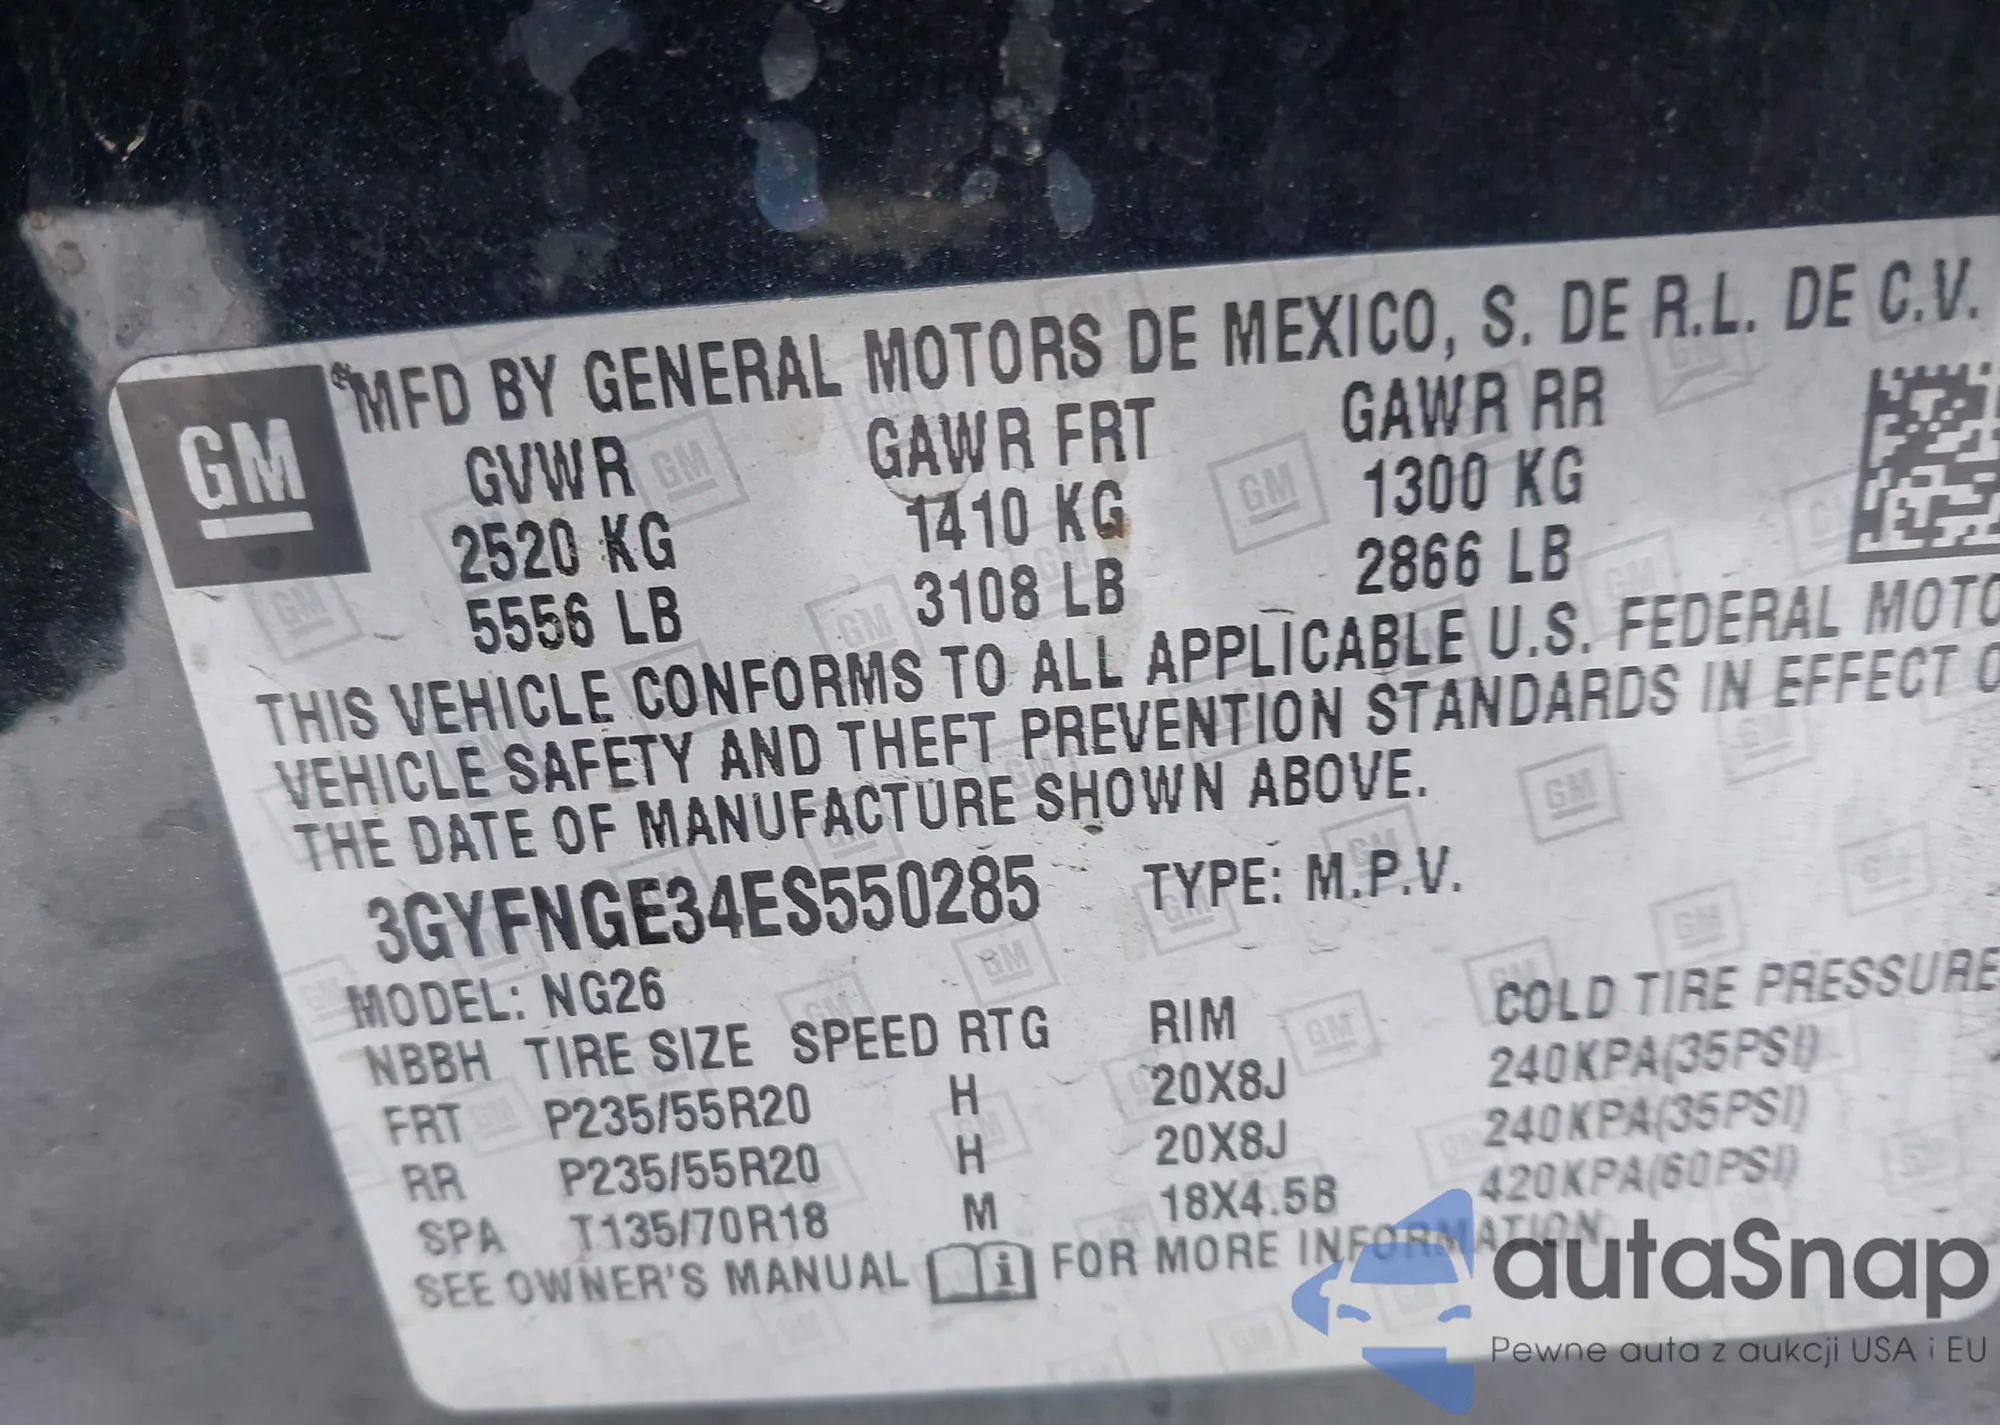 GM
MFD BY GENERAL MOTORS DE MEXICO, S. DE R.L. DE C.V.
GVWR GAWR FRT GAWR RR
2520 KG 1410 KG 1300 KG
5556 LB 3108 LB 2866 LB
THIS VEHICLE CONFORMS TO ALL APPLICABLE U.S. FEDERAL MOTO
VEHICLE SAFETY AND THEFT PREVENTION STANDARDS IN EFFECT O
THE DATE OF MANUFACTURE SHOWN ABOVE.
3GYFNGE34ES550285 TYPE: M.P.V.
MODEL: NG26
NBBH TIRE SIZE SPEED RTG RIM COLD TIRE PRESSURE
FRT P235/55R20 H 20X8J 240KPA(35PSI)
RR P235/55R20 H 20X8J 240KPA(35PSI)
SPA T135/70R18 M 18X4.5B 420KPA(60PSI)
SEE OWNER'S MANUAL FOR MORE INFORMATION
autaSnap
Pewne auta z aukcji USA i EU